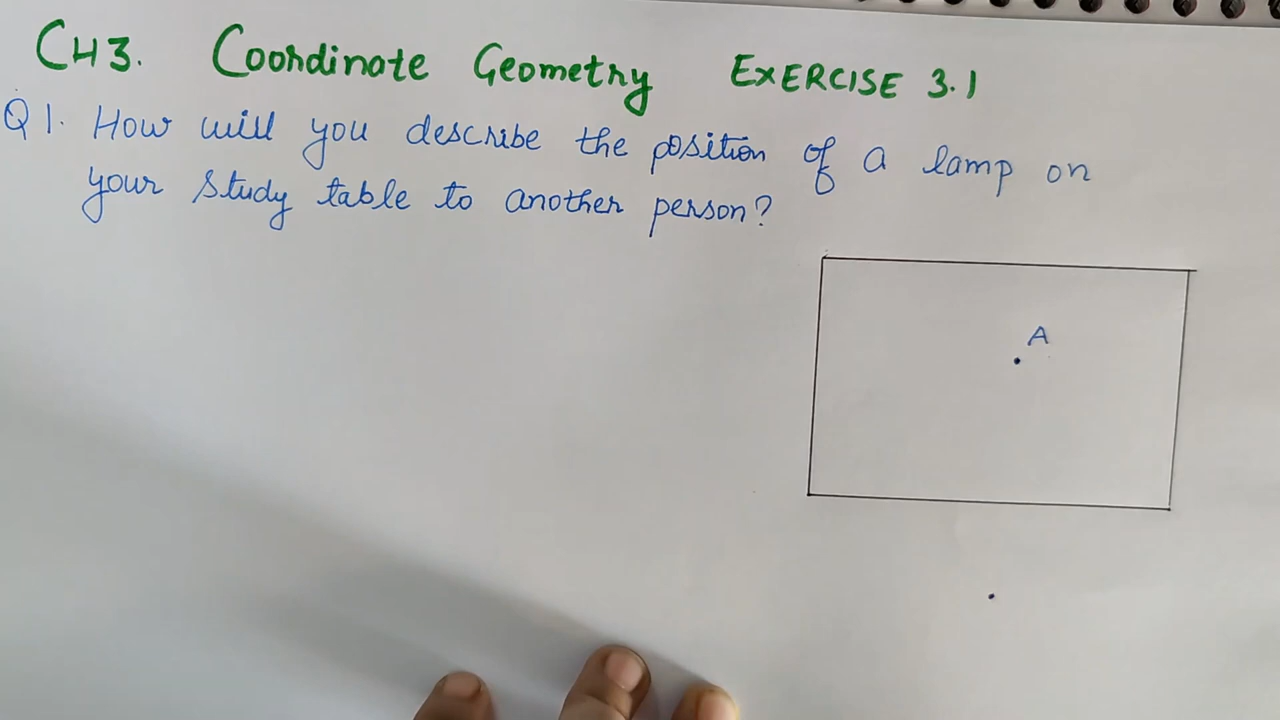 CH3. Coordinate Geometry EXERCISE 3.1
Q1. How will you describe the position of a lamp on
your study table to another person?
A